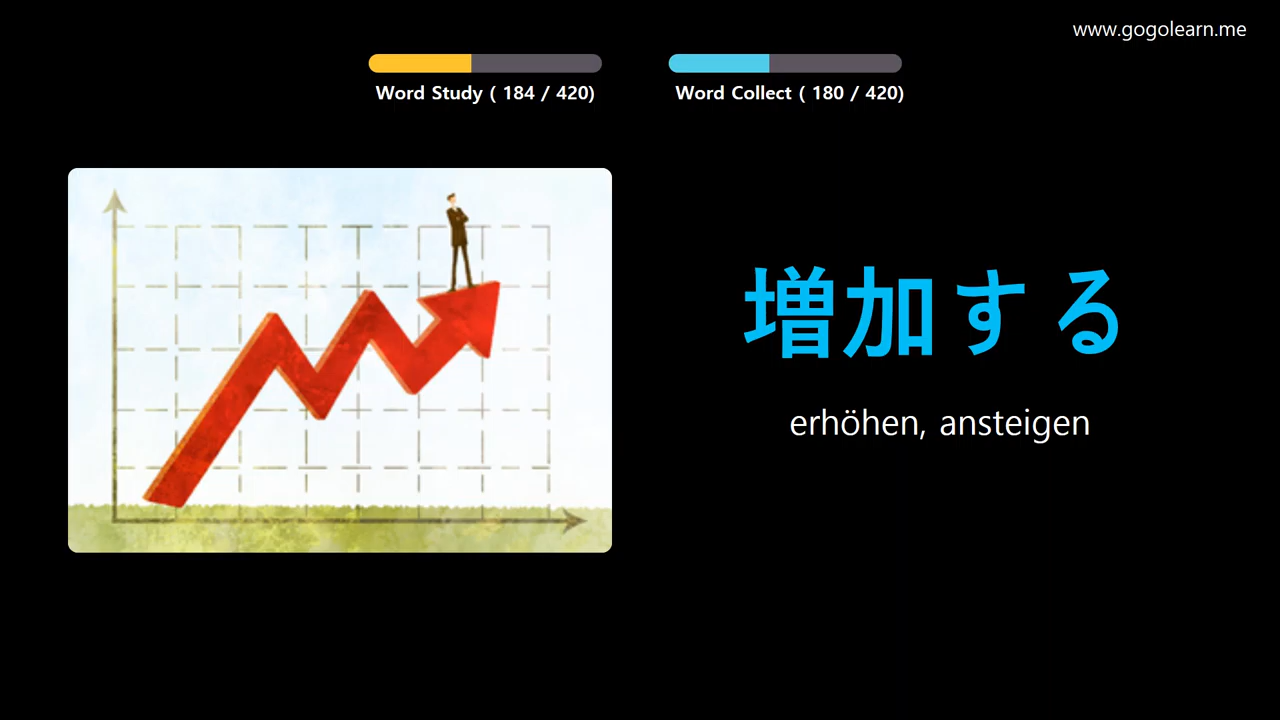 www.gogolearn.me
Word Study ( 184 / 420)
Word Collect ( 180 / 420)
増加する
erhöhen, ansteigen